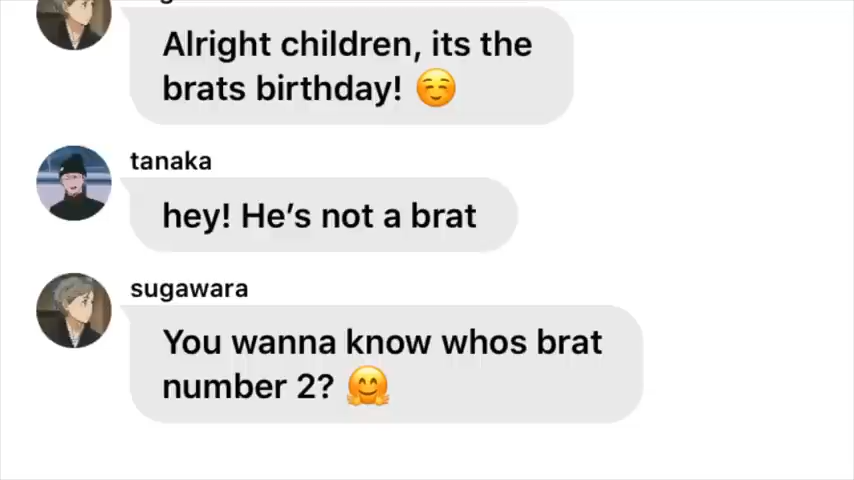 Alright children, its the
brats birthday! ☺️
tanaka
hey! He’s not a brat
sugawara
You wanna know whos brat
number 2? 🤗